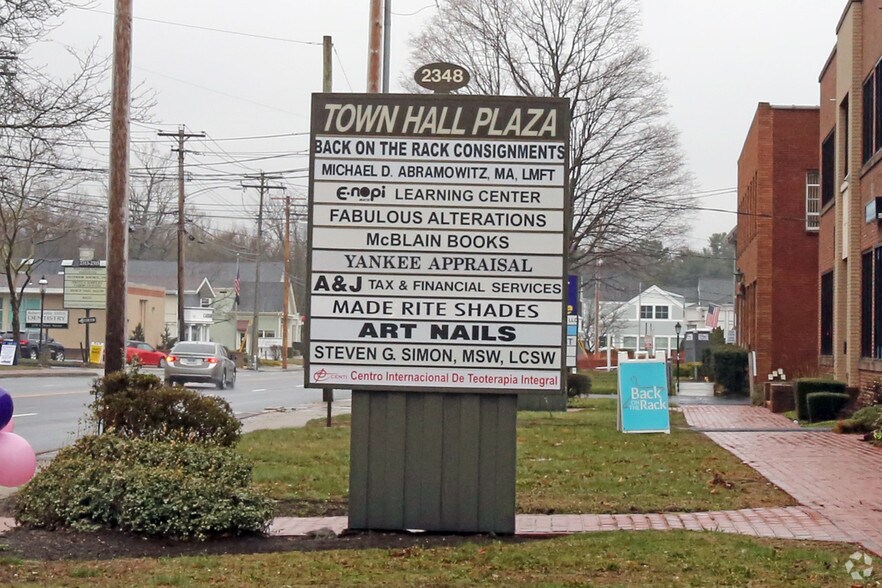 2348
TOWN HALL PLAZA
BACK ON THE RACK CONSIGNMENTS
MICHAEL D. ABRAMOWITZ, MA, LMFT
E.nopi LEARNING CENTER
FABULOUS ALTERATIONS
McBLAIN BOOKS
YANKEE APPRAISAL
A&J TAX & FINANCIAL SERVICES
MADE RITE SHADES
ART NAILS
STEVEN G. SIMON, MSW, LCSW
CENTI Centro Internacional De Teoterapia Integral
Back
ON THE
Rack
DENTISTRY